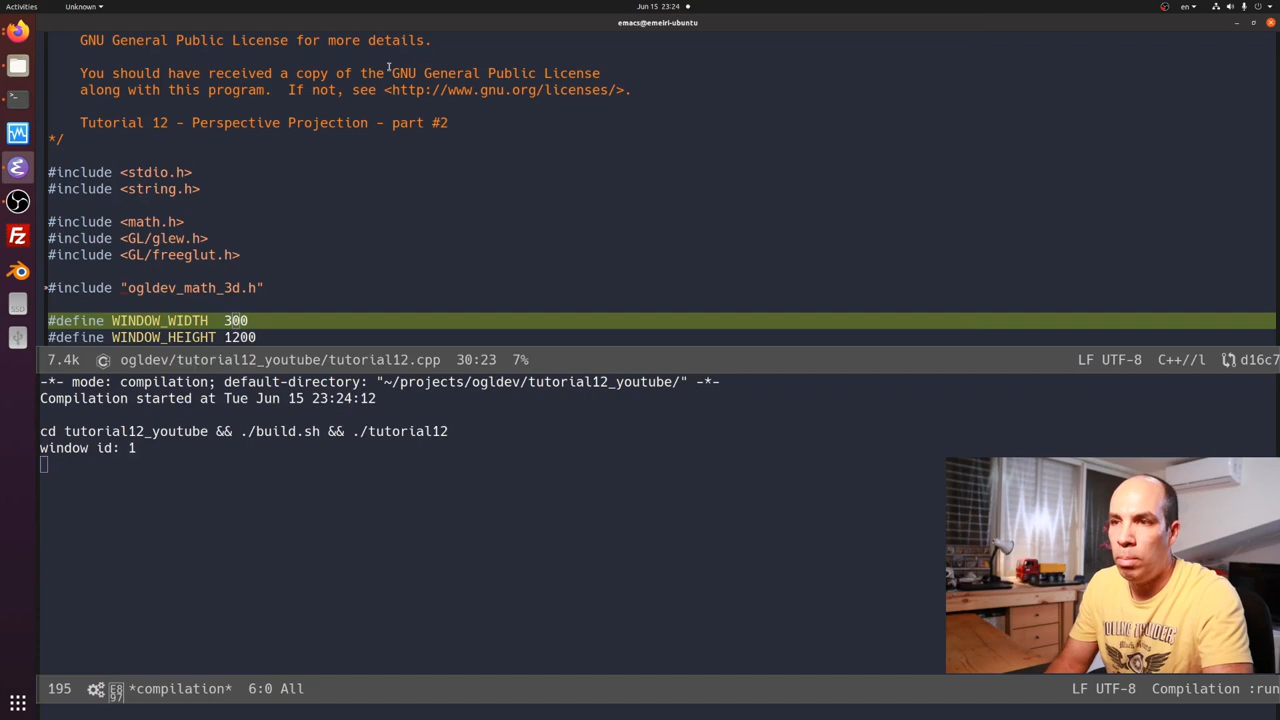 Activities
Unknown
Jun 15 23:24
en
emacs@emeiri-ubuntu
GNU General Public License for more details.
You should have received a copy of the GNU General Public License
along with this program.  If not, see <http://www.gnu.org/licenses/>.
Tutorial 12 - Perspective Projection - part #2
*/
#include <stdio.h>
#include <string.h>
#include <math.h>
#include <GL/glew.h>
#include <GL/freeglut.h>
#include "ogldev_math_3d.h"
#define WINDOW_WIDTH  300
#define WINDOW_HEIGHT 1200
7.4k ogldev/tutorial12_youtube/tutorial12.cpp 30:23 7% LF UTF-8 C++//l d16c7
-*- mode: compilation; default-directory: "~/projects/ogldev/tutorial12_youtube/" -*-
Compilation started at Tue Jun 15 23:24:12
cd tutorial12_youtube && ./build.sh && ./tutorial12
window id: 1
195 E8 97 *compilation* 6:0 All LF UTF-8 Compilation :run
Fz
SSD